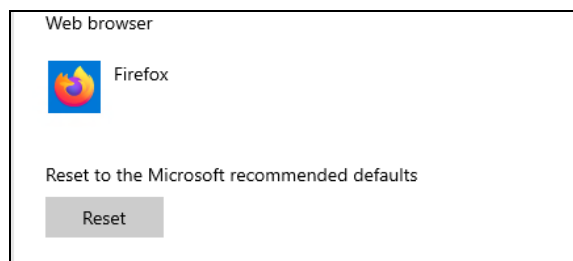 Web browser
Firefox
Reset to the Microsoft recommended defaults
Reset